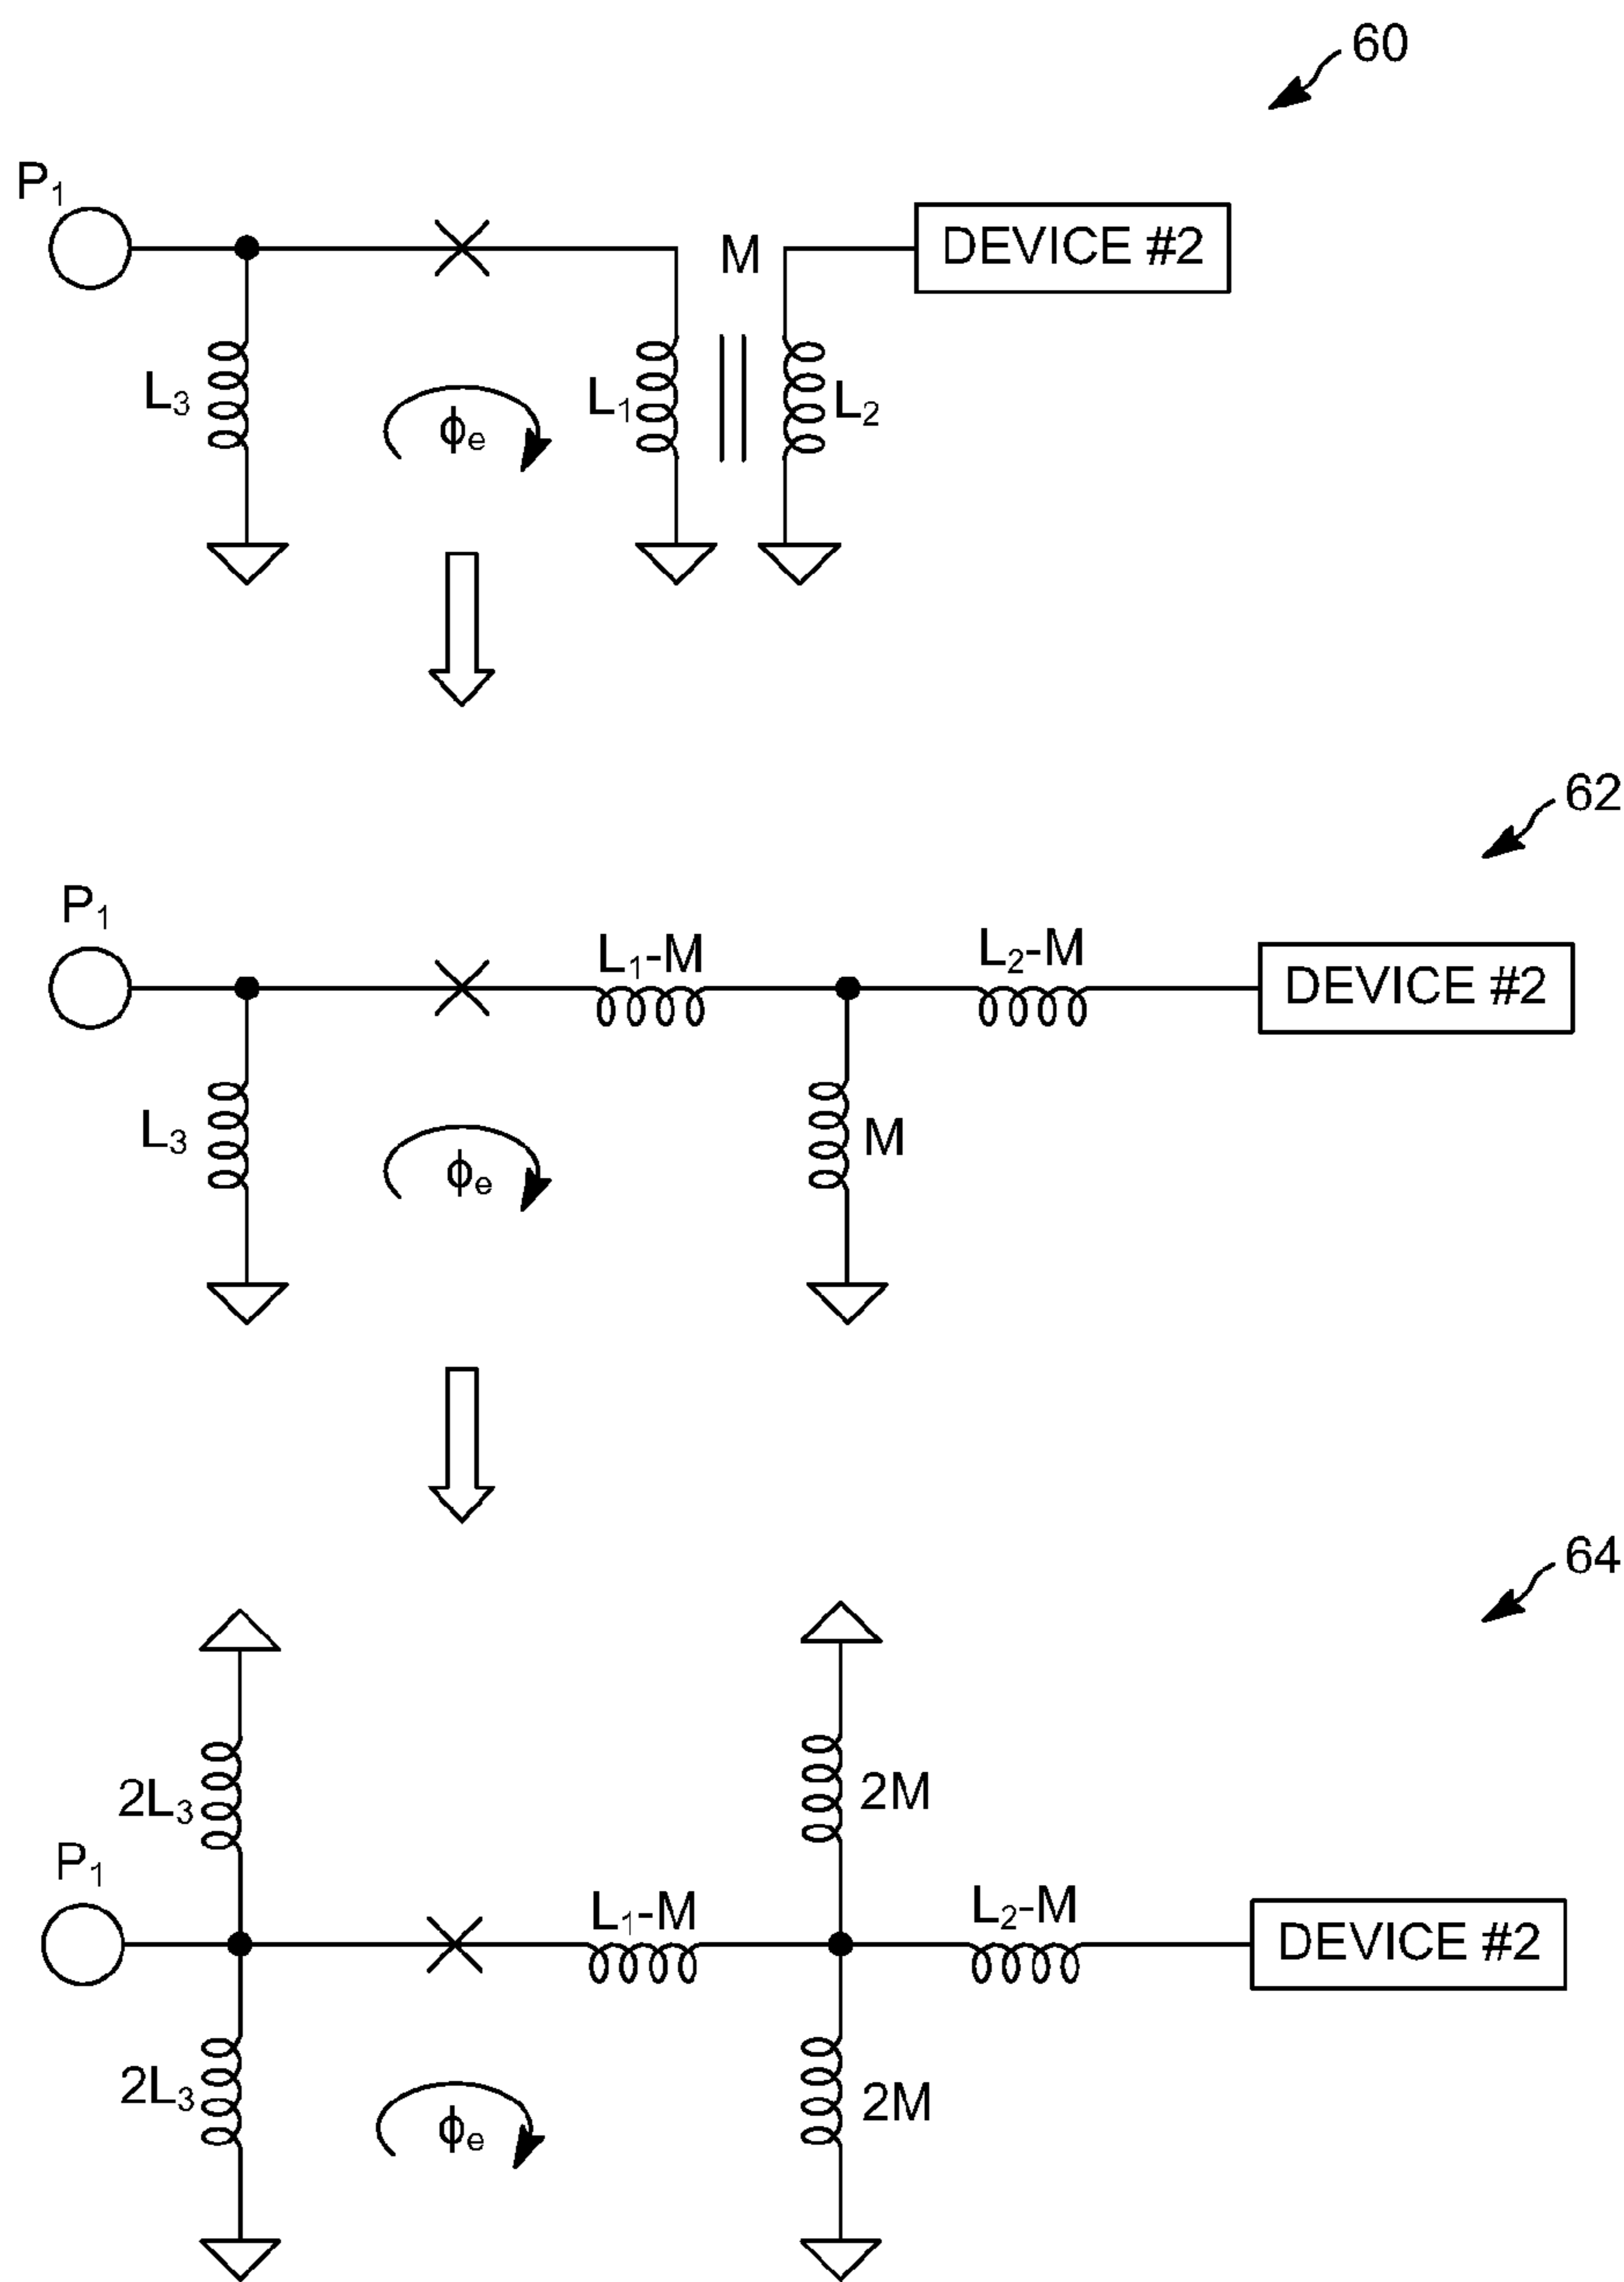 60
P₁
M
DEVICE #2
L₃
L₁
L₂
ϕₑ
62
P₁
L₁-M
L₂-M
DEVICE #2
L₃
M
ϕₑ
64
2L₃
2M
P₁
L₁-M
L₂-M
DEVICE #2
2L₃
2M
ϕₑ